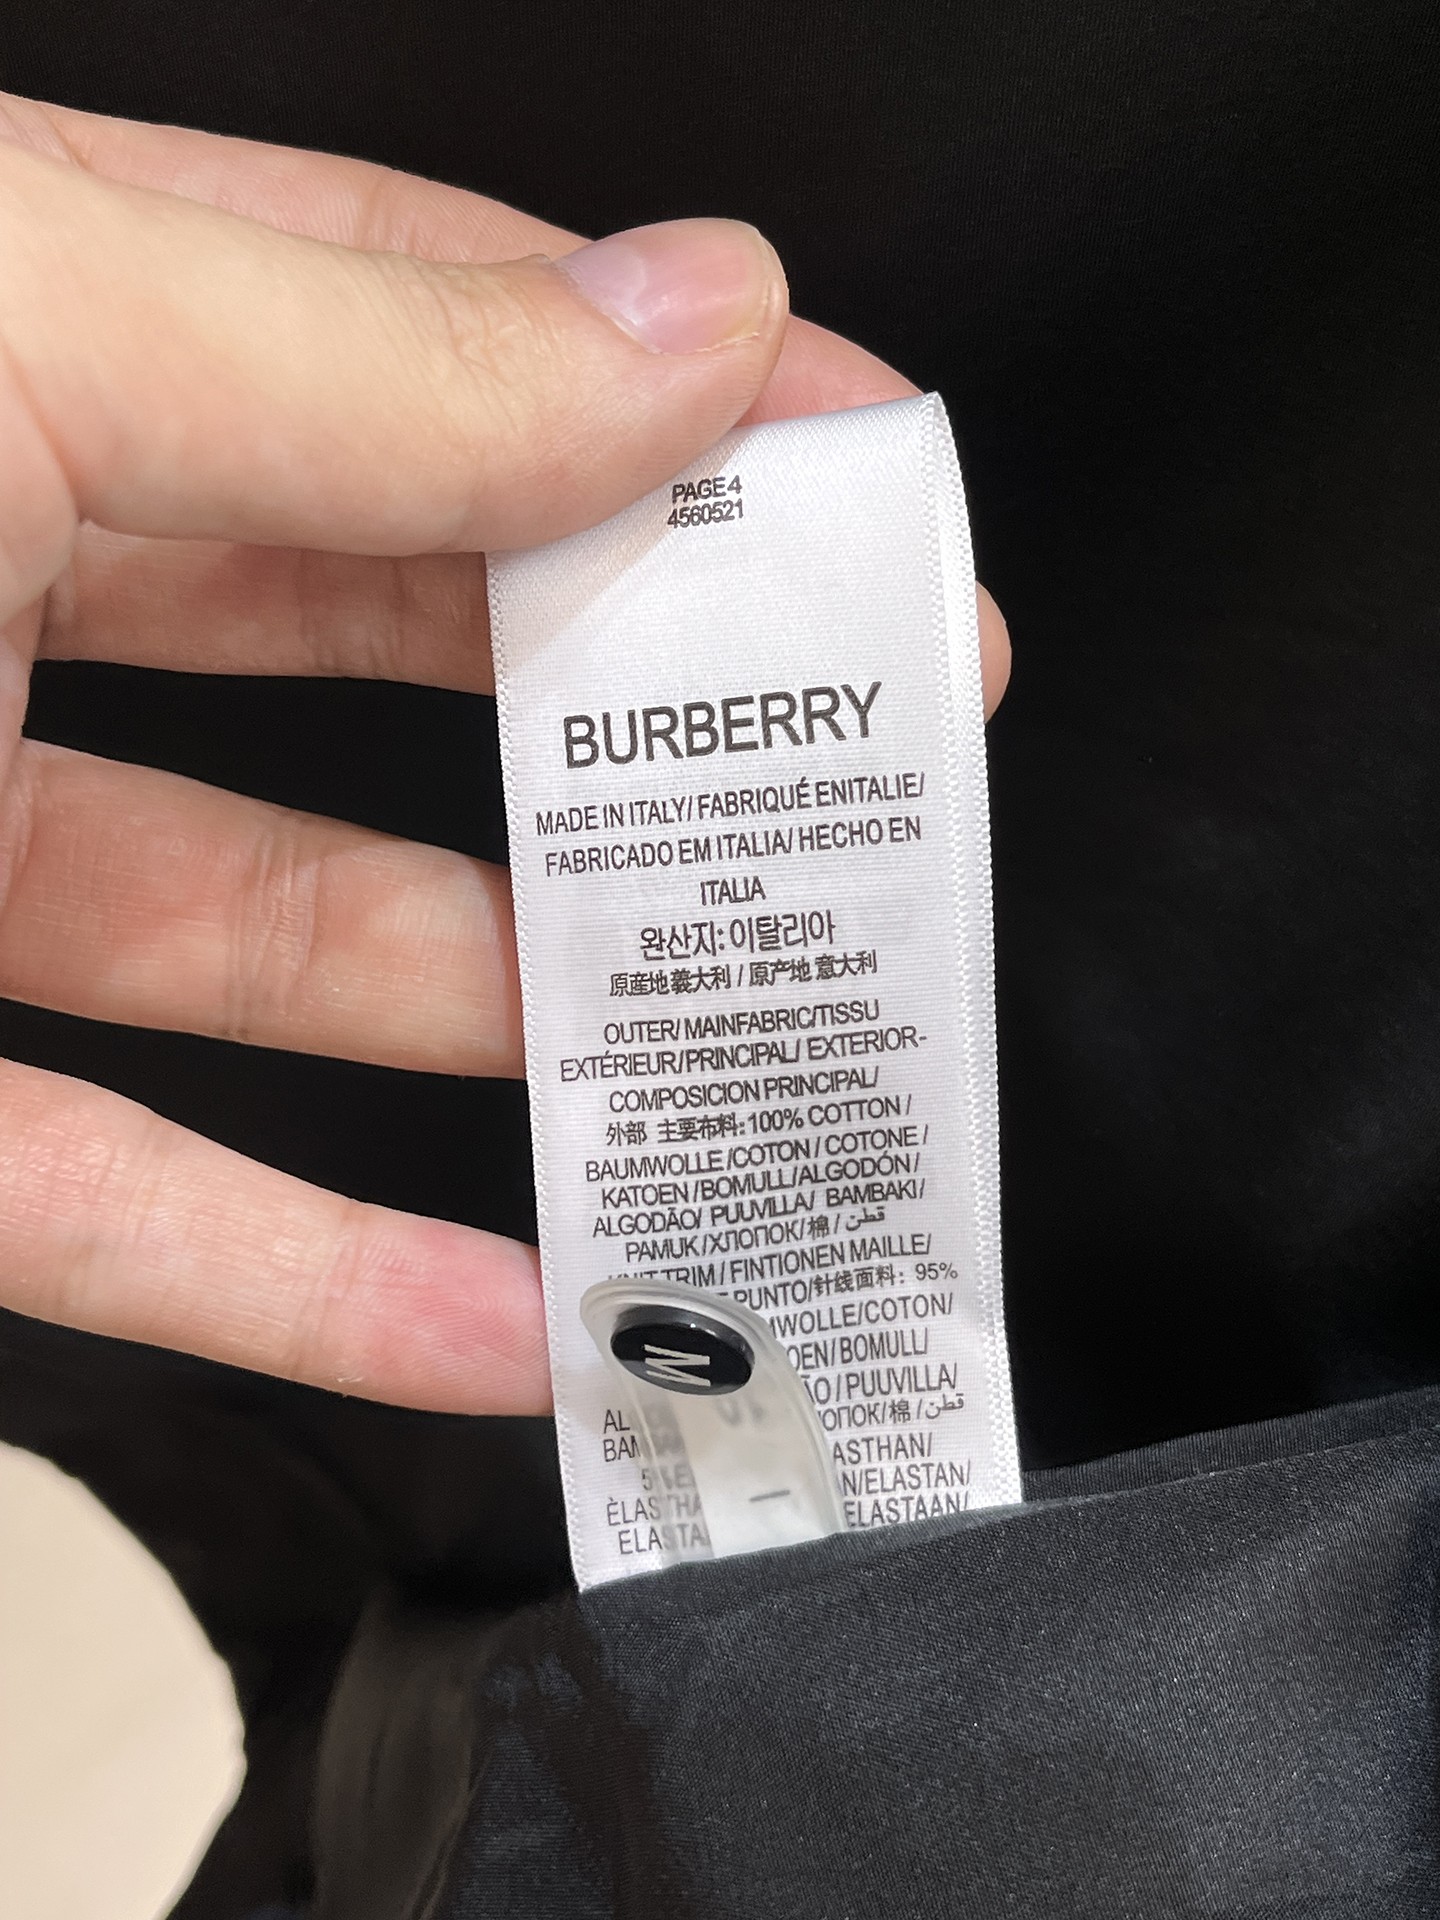 PAGE4
4560521
BURBERRY
MADE IN ITALY/ FABRIQUÉ ENITALIE/
FABRICADO EM ITALIA/ HECHO EN
ITALIA
완산지: 이탈리아
原産地義大利 / 原产地 意大利
OUTER/ MAINFABRIC/TISSU
EXTÉRIEUR/PRINCIPAL/ EXTERIOR-
COMPOSICION PRINCIPAL/
外部 主要布料: 100% COTTON /
BAUMWOLLE /COTON / COTONE /
KATOEN /BOMULL/ALGODÓN /
ALGODÃO/ PUUVILLA/ BAMBAKI /
PAMUK /ХЛОПОК/ 棉 / قطن
TRIM / FINTIONEN MAILLE/
PUNTO/针线面料: 95%
WOLLE/COTON/
BOMULL/
PUUVILLA/
棉 / قطن
M
N/ELASTAN/
ELASTAAN/